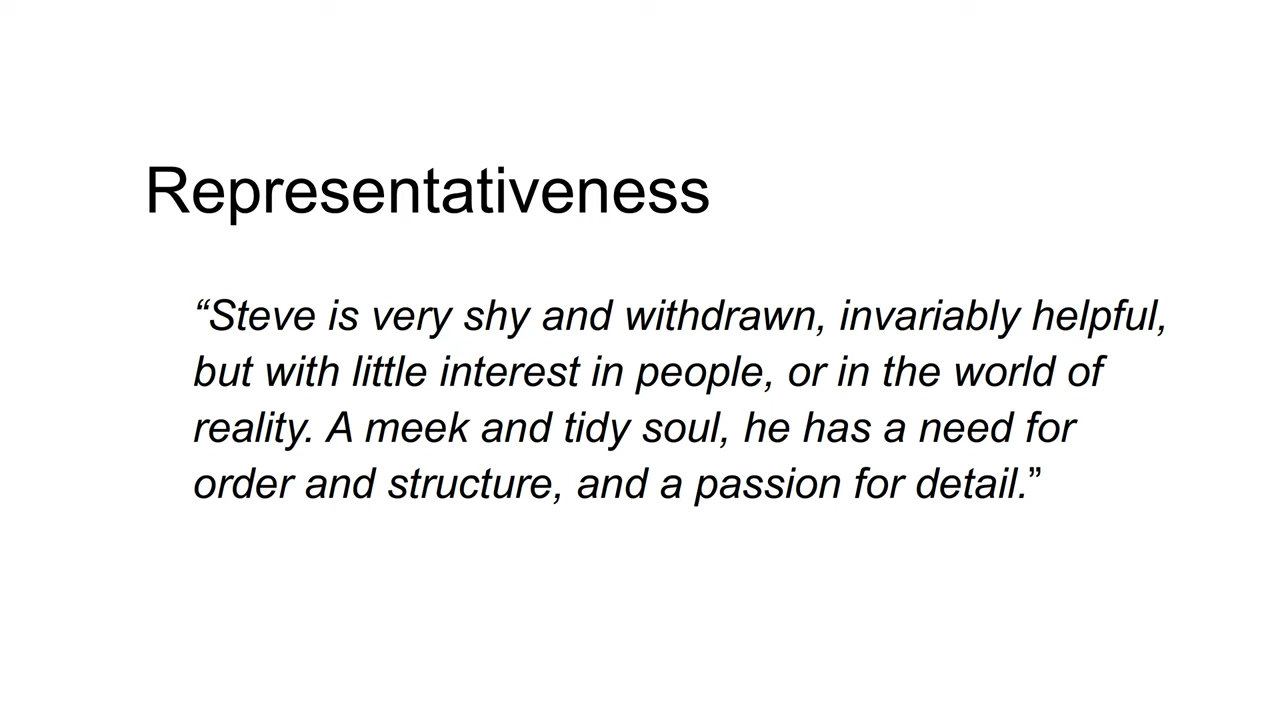 Representativeness
“Steve is very shy and withdrawn, invariably helpful,
but with little interest in people, or in the world of
reality. A meek and tidy soul, he has a need for
order and structure, and a passion for detail.”